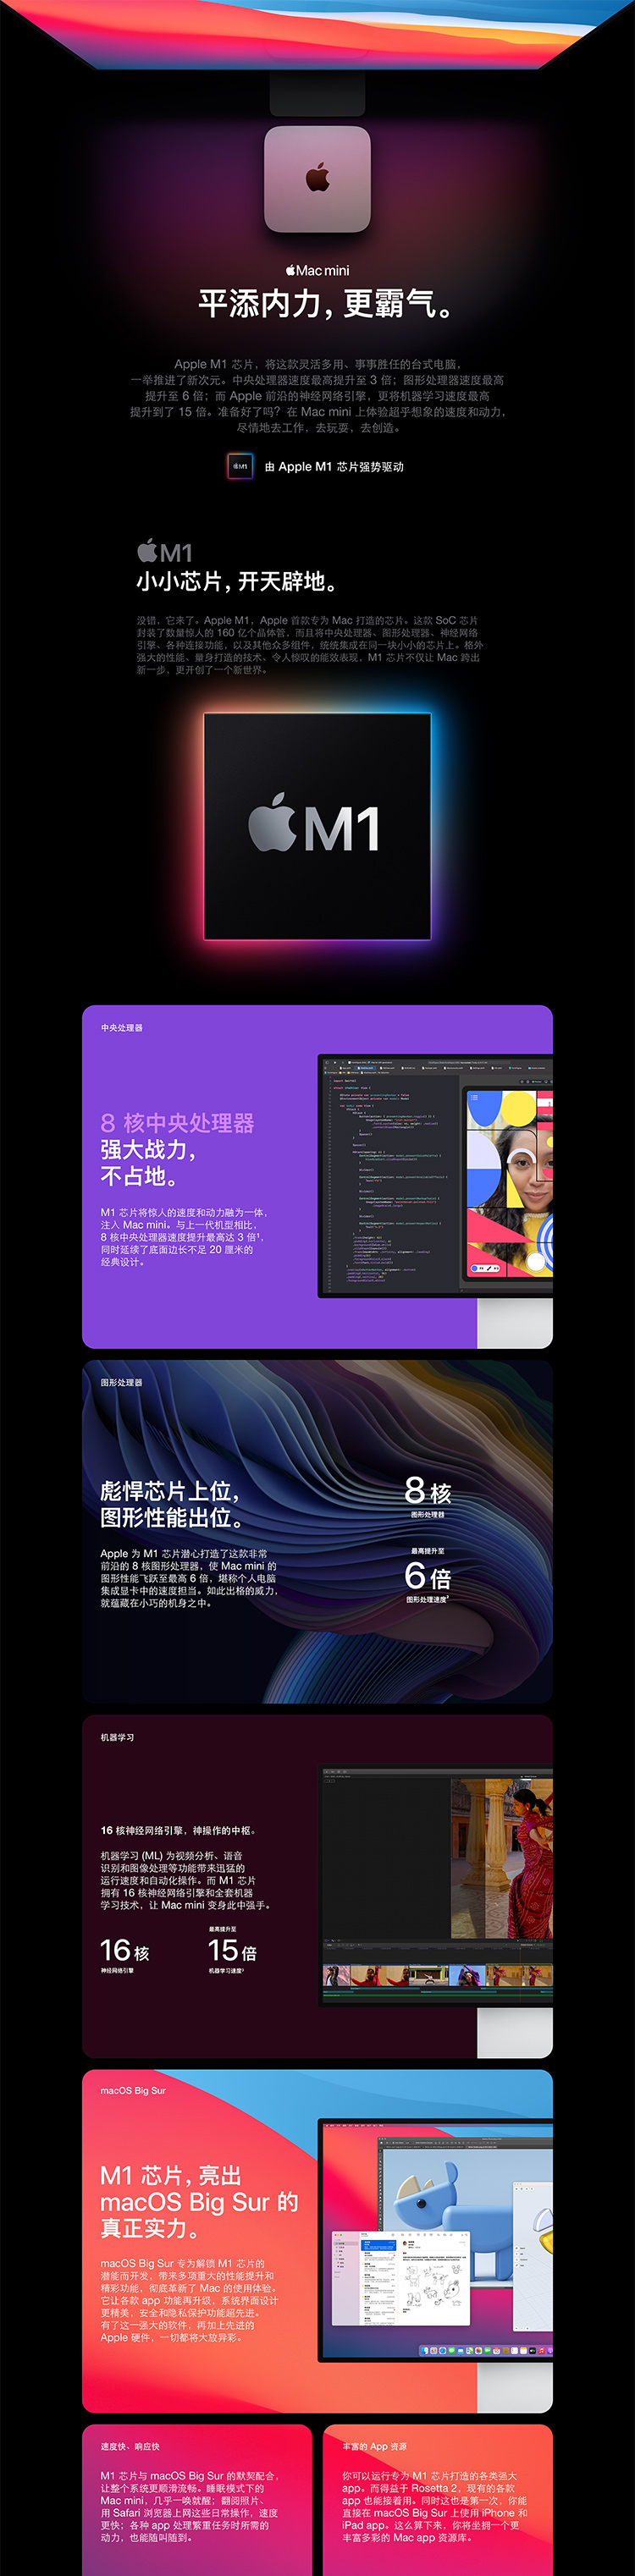 Mac mini
平添内力，更霸气。
Apple M1 芯片，将这款灵活多用、事事胜任的台式电脑，
一举推进了新次元。中央处理器速度最高提升至 3 倍；图形处理器速度最高
提升至 6 倍；而 Apple 前沿的神经网络引擎，更将机器学习速度最高
提升到了 15 倍。准备好了吗？在 Mac mini 上体验超乎想象的速度和动力，
尽情地去工作，去玩耍，去创造。
M1
由 Apple M1 芯片强势驱动
M1
小小芯片，开天辟地。
没错，它来了。Apple M1，Apple 首款专为 Mac 打造的芯片。这款 SoC 芯片
封装了数量惊人的 160 亿个晶体管，而且将中央处理器、图形处理器、神经网络
引擎、各种连接功能，以及其他众多组件，统统集成在同一块小小的芯片上。格外
强大的性能、量身打造的技术、令人惊叹的能效表现，M1 芯片不仅让 Mac 跨出
新一步，更开创了一个新世界。
M1
中央处理器
8 核中央处理器
强大战力，
不占地。
M1 芯片将惊人的速度和动力融为一体，
注入 Mac mini。与上一代机型相比，
8 核中央处理器速度提升最高达 3 倍¹，
同时延续了底面边长不足 20 厘米的
经典设计。
图形处理器
彪悍芯片上位，
图形性能出位。
Apple 为 M1 芯片潜心打造了这款非常
前沿的 8 核图形处理器，使 Mac mini 的
图形性能飞跃至最高 6 倍，堪称个人电脑
集成显卡中的速度担当。如此出格的威力，
就蕴藏在小巧的机身之中。
8核
图形处理器
最高提升至
6倍
图形处理速度
机器学习
16 核神经网络引擎，神操作的中枢。
机器学习 (ML) 为视频分析、语音
识别和图像处理等功能带来迅猛的
运行速度和自动化操作。而 M1 芯片
拥有 16 核神经网络引擎和全套机器
学习技术，让 Mac mini 变身此中强手。
16核
神经网络引擎
最高提升至
15倍
机器学习速度
macOS Big Sur
M1 芯片，亮出
macOS Big Sur 的
真正实力。
macOS Big Sur 专为解锁 M1 芯片的
潜能而开发，带来多项重大的性能提升和
精彩功能，彻底革新了 Mac 的使用体验。
它让各款 app 功能再升级，系统界面设计
更精美，安全和隐私保护功能超先进。
有了这一强大的软件，再加上先进的
Apple 硬件，一切都将大放异彩。
速度快、响应快
M1 芯片与 macOS Big Sur 的默契配合，
让整个系统更顺滑流畅。睡眠模式下的
Mac mini，几乎一唤就醒；翻阅照片、
用 Safari 浏览器上网这些日常操作，速度
更快；各种 app 处理繁重任务时所需的
动力，也能随叫随到。
丰富的 App 资源
你可以运行专为 M1 芯片打造的各类强大
app。而得益于 Rosetta 2，现有的各款
app 也能接着用。同时这也是第一次，你能
直接在 macOS Big Sur 上使用 iPhone 和
iPad app。这么算下来，你将坐拥一个更
丰富多彩的 Mac app 资源库。